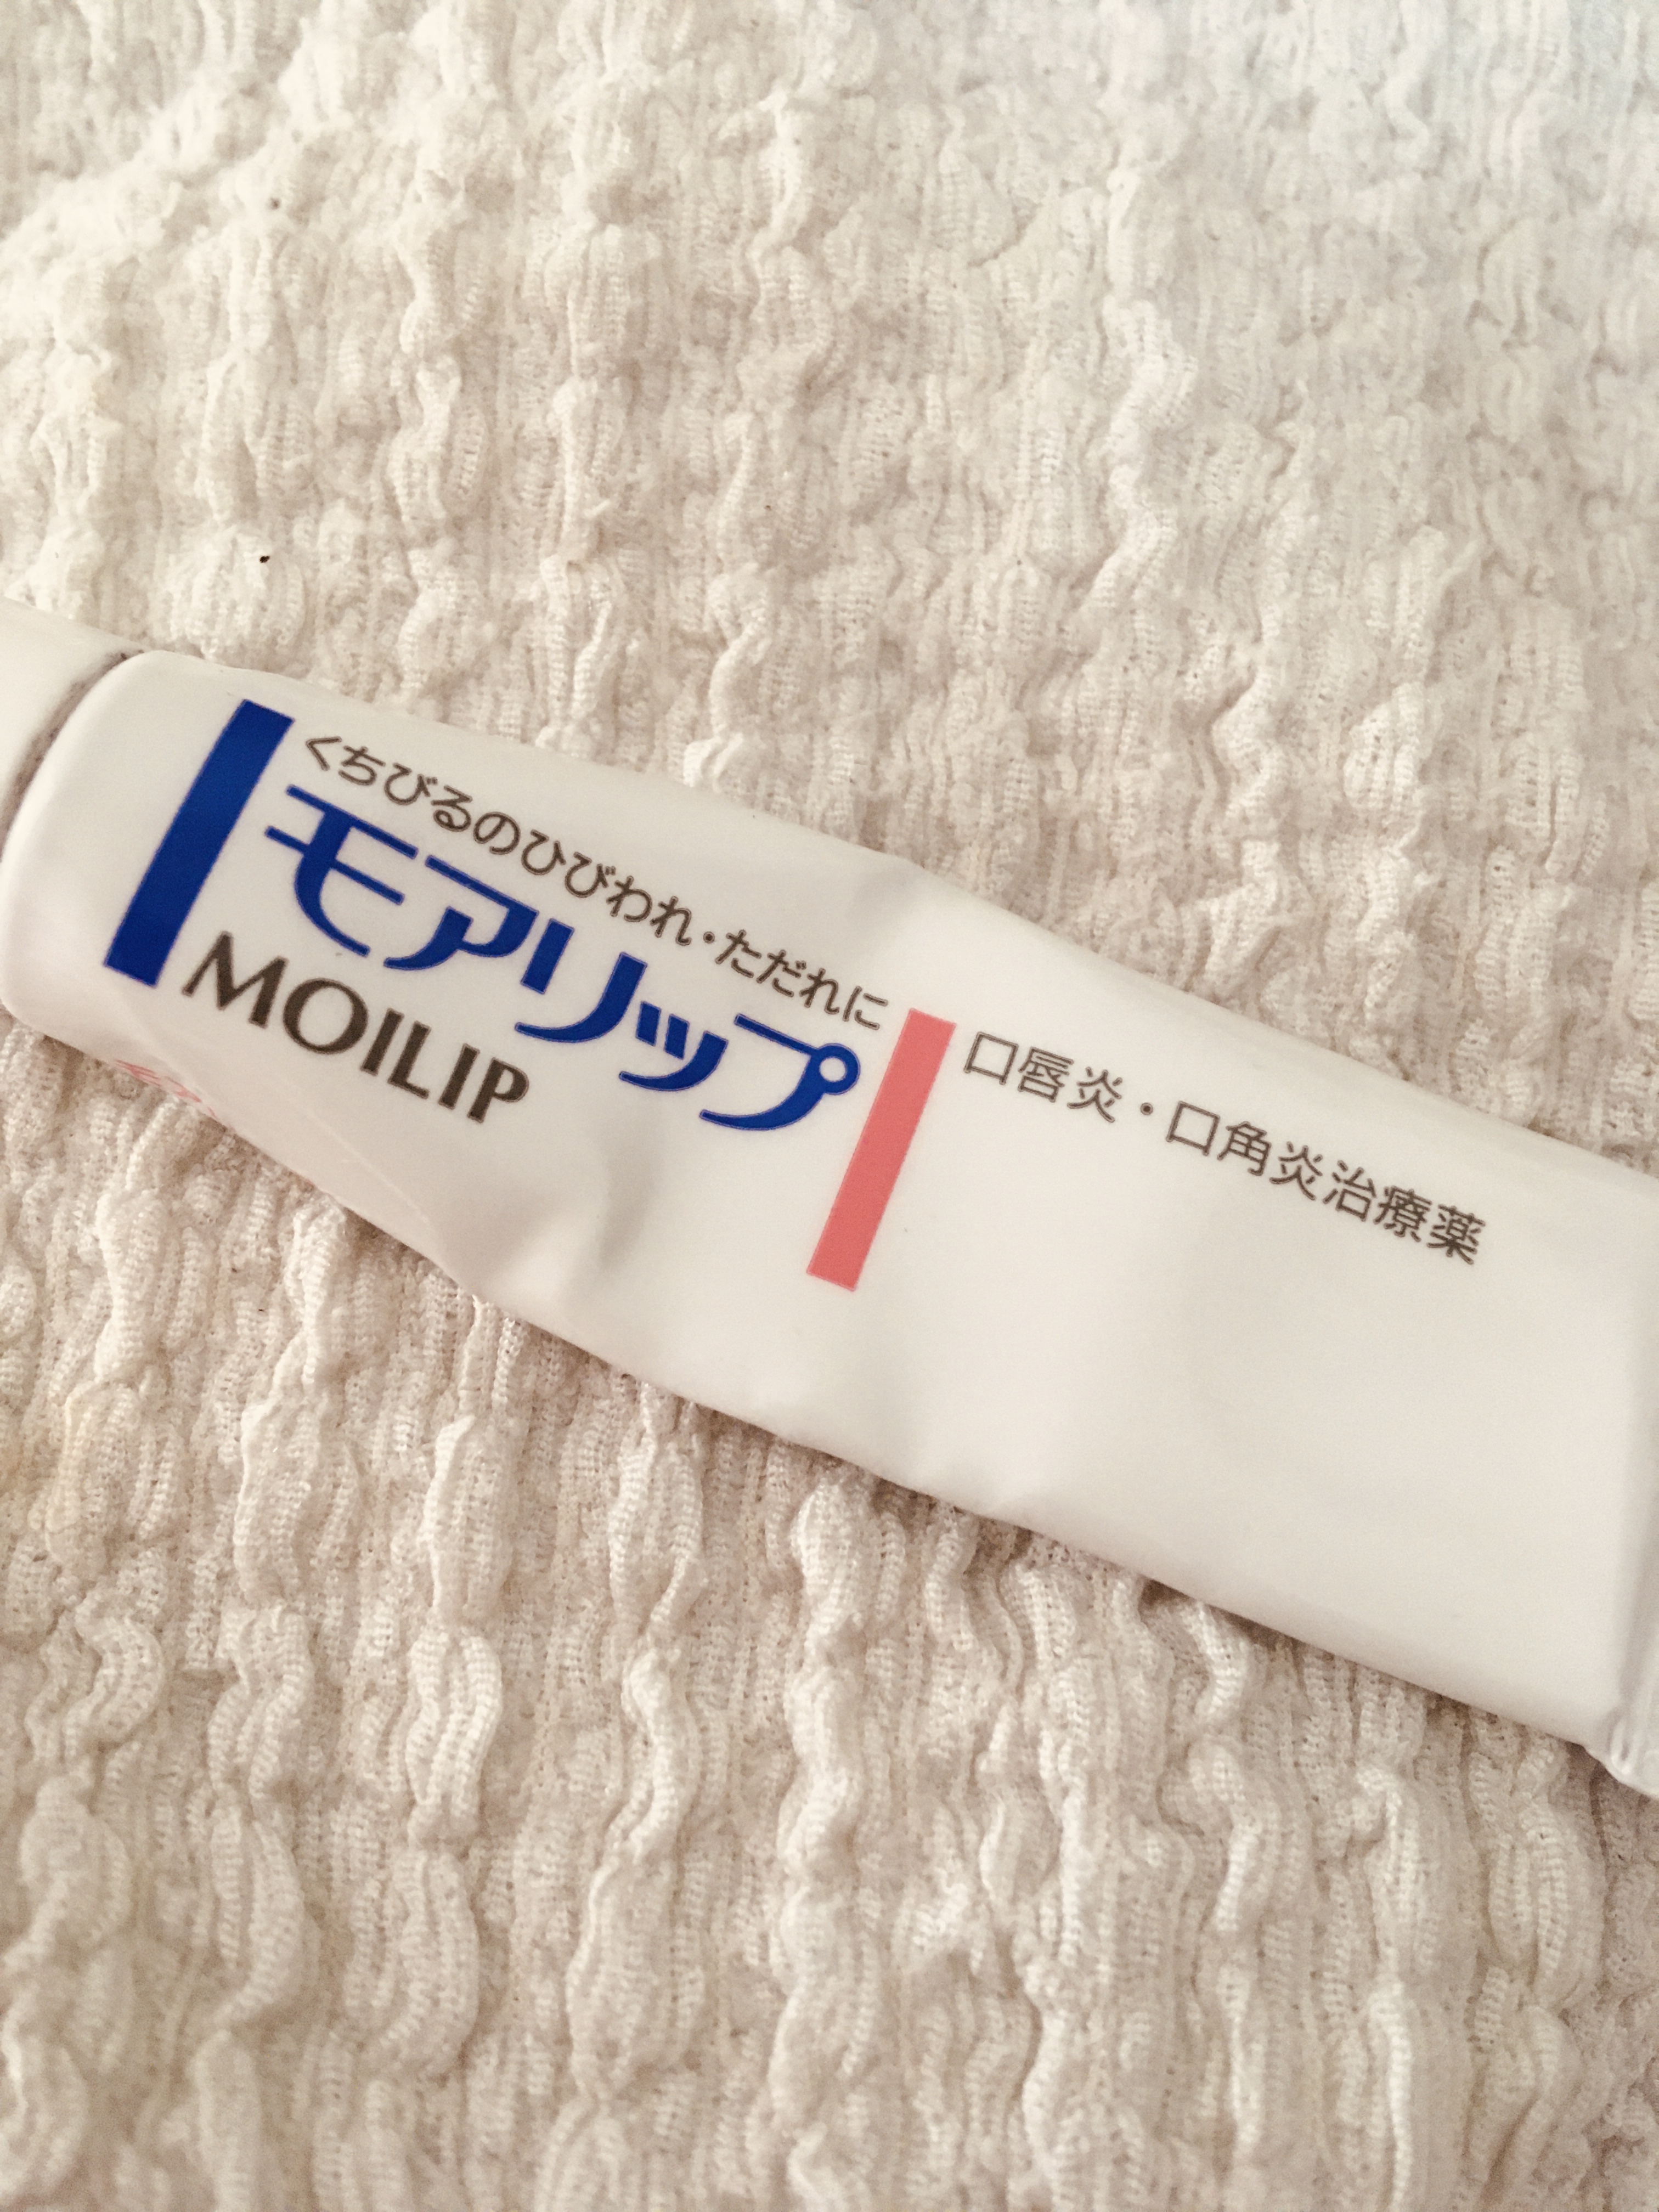 くちびるのひびわれ・ただれに
モアリップ
MOILIP
口唇炎・口角炎治療薬